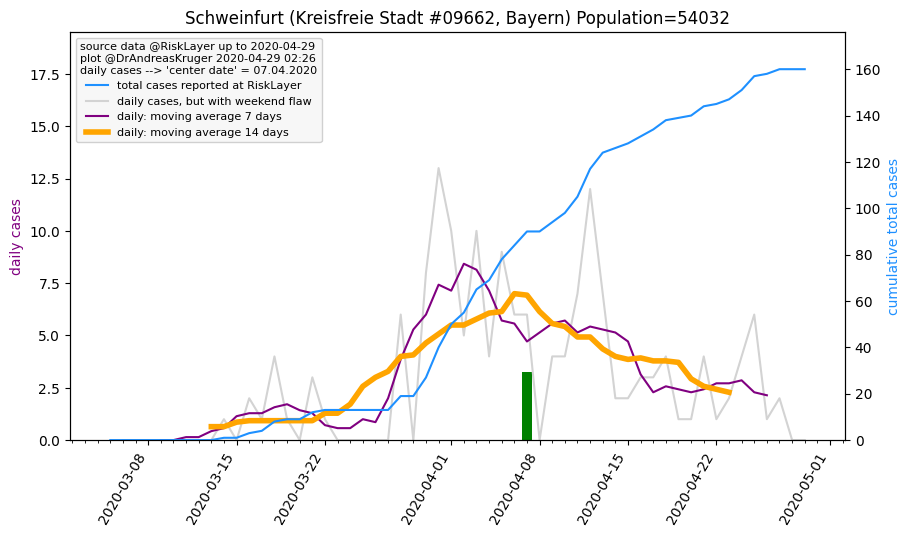 Schweinfurt (Kreisfreie Stadt #09662, Bayern) Population=54032
source data @RiskLayer up to 2020-04-29
plot @DrAndreasKruger 2020-04-29 02:26
daily cases --> 'center date' = 07.04.2020
total cases reported at RiskLayer
daily cases, but with weekend flaw
daily: moving average 7 days
daily: moving average 14 days
daily cases
17.5
15.0
12.5
10.0
7.5
5.0
2.5
0.0
cumulative total cases
160
140
120
100
80
60
40
20
0
2020-03-08
2020-03-15
2020-03-22
2020-04-01
2020-04-08
2020-04-15
2020-04-22
2020-05-01